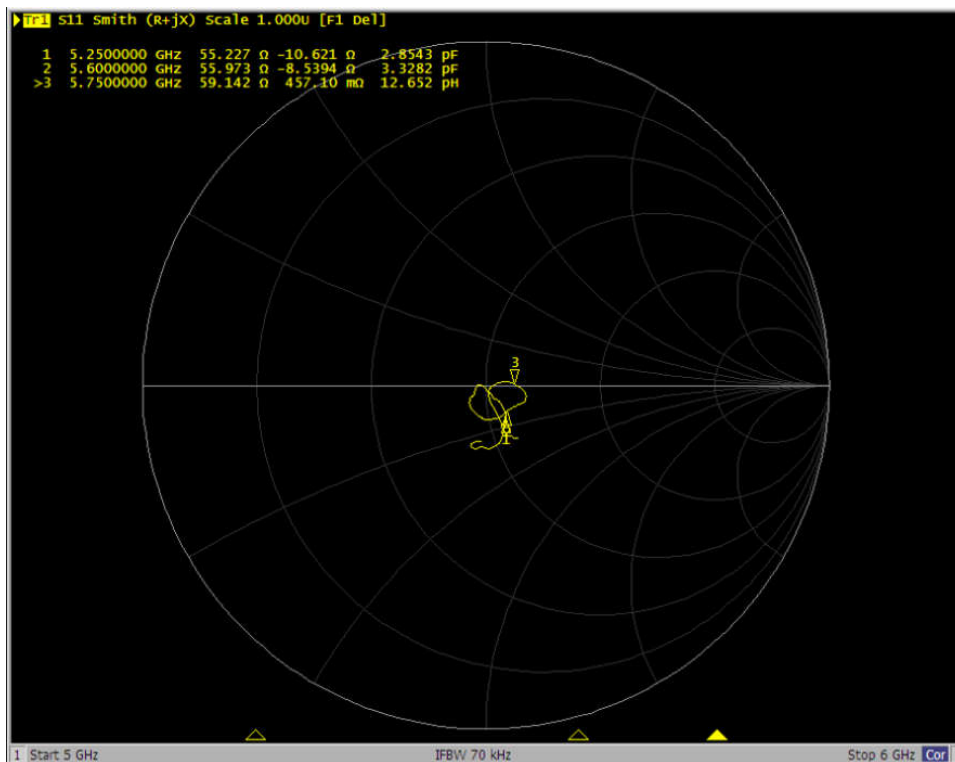 Tr1 S11 Smith (R+jX) Scale 1.000U [F1 Del]
1 5.2500000 GHz 55.227 Ω -10.621 Ω 2.8543 pF
2 5.6000000 GHz 55.973 Ω -8.5394 Ω 3.3282 pF
>3 5.7500000 GHz 59.142 Ω 457.10 mΩ 12.652 pH
3
1
1 Start 5 GHz IFBW 70 kHz Stop 6 GHz Cor